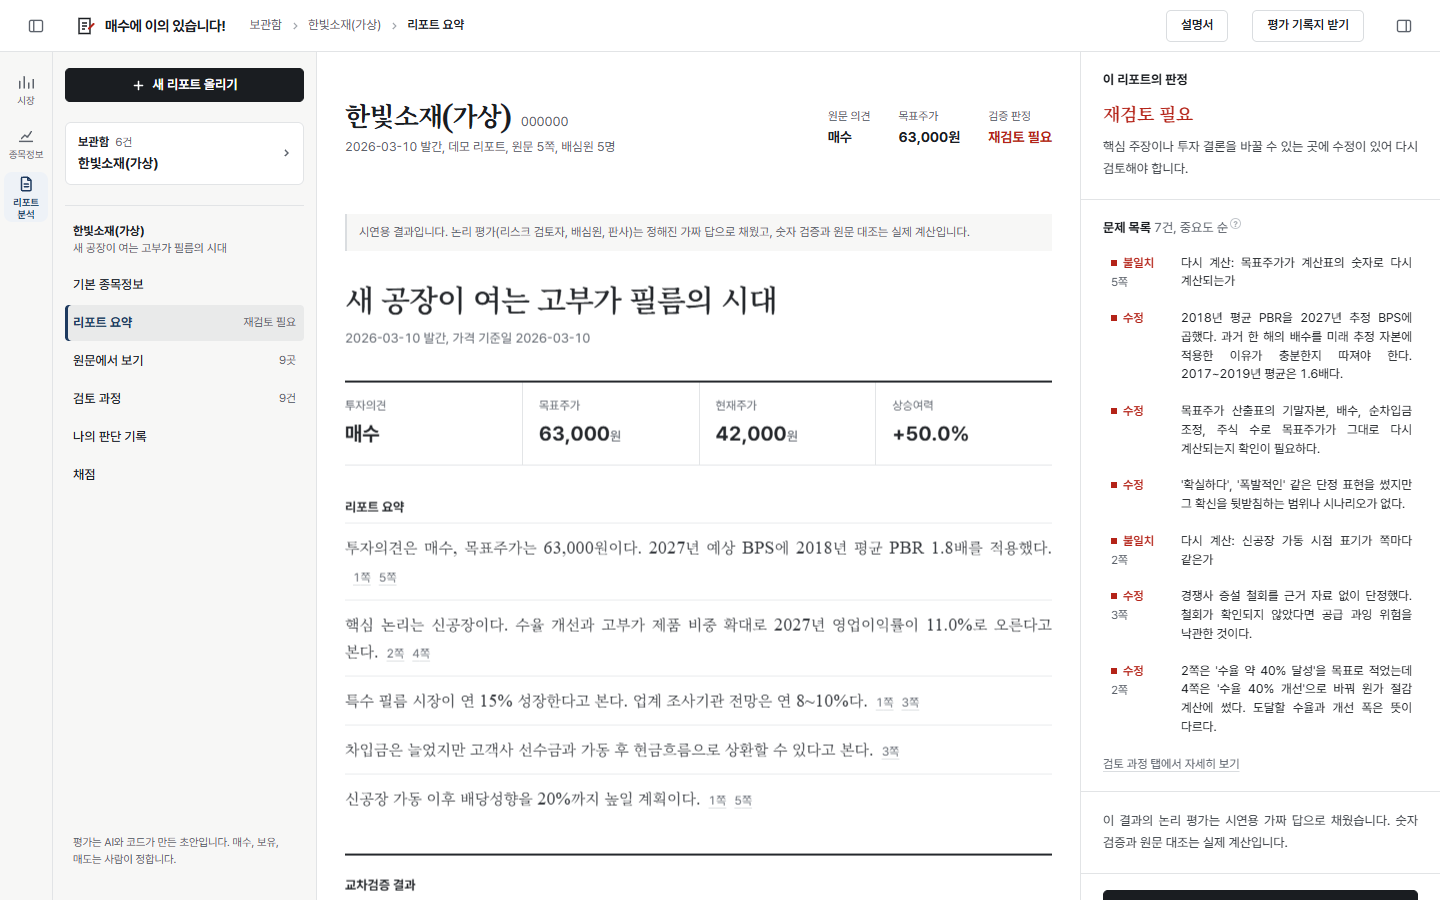 매수에 이의 있습니다!
보관함 > 한빛소재(가상) > 리포트 요약
설명서
평가 기록지 받기
시장
종목정보
리포트
분석
+ 새 리포트 올리기
보관함 6건
한빛소재(가상)
한빛소재(가상)
새 공장이 여는 고부가 필름의 시대
기본 종목정보
리포트 요약 재검토 필요
원문에서 보기 9곳
검토 과정 9건
나의 판단 기록
채점
평가는 AI와 코드가 만든 초안입니다. 매수, 보유,
매도는 사람이 정합니다.
한빛소재(가상) 000000
2026-03-10 발간, 데모 리포트, 원문 5쪽, 배심원 5명
원문 의견 목표주가 검증 판정
매수 63,000원 재검토 필요
시연용 결과입니다. 논리 평가(리스크 검토자, 배심원, 판사)는 정해진 가짜 답으로 채웠고, 숫자 검증과 원문 대조는 실제 계산입니다.
새 공장이 여는 고부가 필름의 시대
2026-03-10 발간, 가격 기준일 2026-03-10
투자의견 목표주가 현재주가 상승여력
매수 63,000원 42,000원 +50.0%
리포트 요약
투자의견은 매수, 목표주가는 63,000원이다. 2027년 예상 BPS에 2018년 평균 PBR 1.8배를 적용했다.
1쪽 5쪽
핵심 논리는 신공장이다. 수율 개선과 고부가 제품 비중 확대로 2027년 영업이익률이 11.0%로 오른다고
본다. 2쪽 4쪽
특수 필름 시장이 연 15% 성장한다고 본다. 업계 조사기관 전망은 연 8~10%다. 1쪽 3쪽
차입금은 늘었지만 고객사 선수금과 가동 후 현금흐름으로 상환할 수 있다고 본다. 3쪽
신공장 가동 이후 배당성향을 20%까지 높일 계획이다. 1쪽 5쪽
교차검증 결과
이 리포트의 판정
재검토 필요
핵심 주장이나 투자 결론을 바꿀 수 있는 곳에 수정이 있어 다시
검토해야 합니다.
문제 목록 7건, 중요도 순 ?
불일치
5쪽
다시 계산: 목표주가가 계산표의 숫자로 다시
계산되는가
수정
2018년 평균 PBR을 2027년 추정 BPS에
곱했다. 과거 한 해의 배수를 미래 추정 자본에
적용한 이유가 충분한지 따져야 한다.
2017~2019년 평균은 1.6배다.
수정
목표주가 산출표의 기말자본, 배수, 순차입금
조정, 주식 수로 목표주가가 그대로 다시
계산되는지 확인이 필요하다.
수정
'확실하다', '폭발적인' 같은 단정 표현을 썼지만
그 확신을 뒷받침하는 범위나 시나리오가 없다.
불일치
2쪽
다시 계산: 신공장 가동 시점 표기가 쪽마다
같은가
수정
3쪽
경쟁사 증설 철회를 근거 자료 없이 단정했다.
철회가 확인되지 않았다면 공급 과잉 위험을
낙관한 것이다.
수정
2쪽
2쪽은 '수율 약 40% 달성'을 목표로 적었는데
4쪽은 '수율 40% 개선'으로 바꿔 원가 절감
계산에 썼다. 도달할 수율과 개선 폭은 뜻이
다르다.
검토 과정 탭에서 자세히 보기
이 결과의 논리 평가는 시연용 가짜 답으로 채웠습니다. 숫자
검증과 원문 대조는 실제 계산입니다.